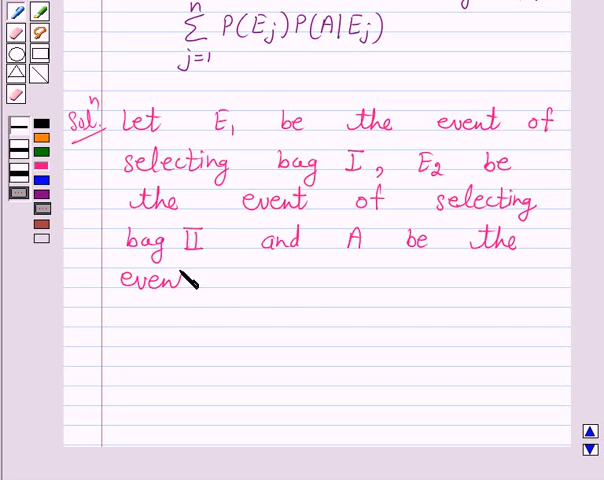 n
∑ P(Ej)P(A|Ej)
j=1
Solⁿ. Let E₁ be the event of
selecting bag I, E₂ be
the event of selecting
bag II and A be the
even